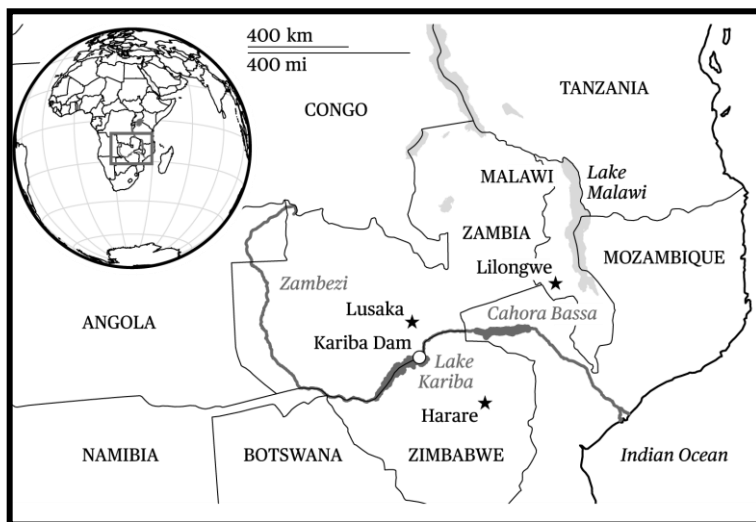 400 km
400 mi
CONGO
TANZANIA
MALAWI
Lake
Malawi
ZAMBIA
MOZAMBIQUE
Lilongwe
Zambezi
Lusaka
Cahora Bassa
ANGOLA
Kariba Dam
Lake
Kariba
Harare
NAMIBIA
BOTSWANA
ZIMBABWE
Indian Ocean